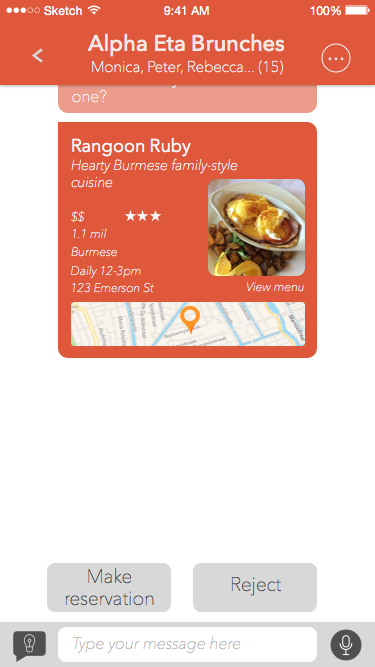 Sketch 9:41 AM 100%
Alpha Eta Brunches
Monica, Peter, Rebecca... (15)
one?
Rangoon Ruby
Hearty Burmese family-style
cuisine
$$ ★★★
1.1 mil
Burmese
Daily 12-3pm
123 Emerson St
View menu
Make
reservation
Reject
Type your message here